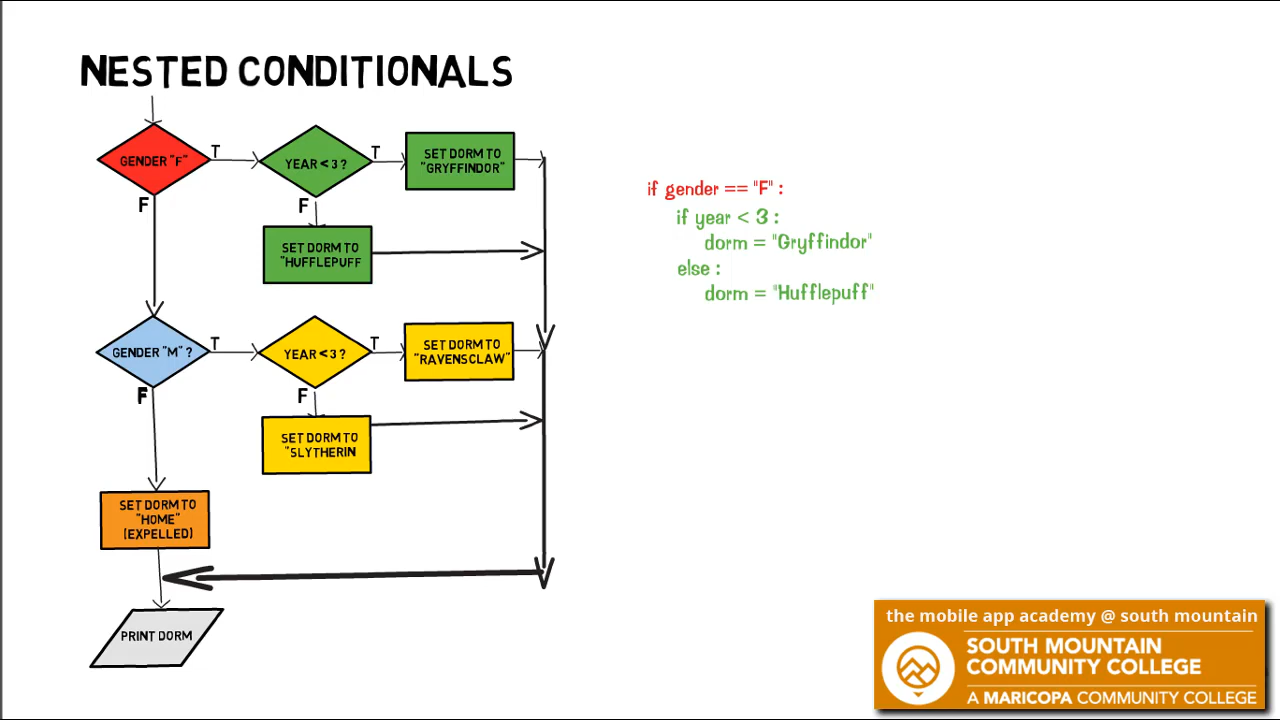 NESTED CONDITIONALS
GENDER "F"
T
YEAR < 3 ?
T
SET DORM TO
"GRYFFINDOR"
F
F
SET DORM TO
"HUFFLEPUFF
GENDER "M" ?
T
YEAR < 3 ?
T
SET DORM TO
"RAVENSCLAW"
F
F
SET DORM TO
"SLYTHERIN
SET DORM TO
"HOME"
(EXPELLED)
PRINT DORM
if gender == "F" :
if year < 3 :
dorm = "Gryffindor"
else :
dorm = "Hufflepuff"
the mobile app academy @ south mountain
SOUTH MOUNTAIN
COMMUNITY COLLEGE
A MARICOPA COMMUNITY COLLEGE